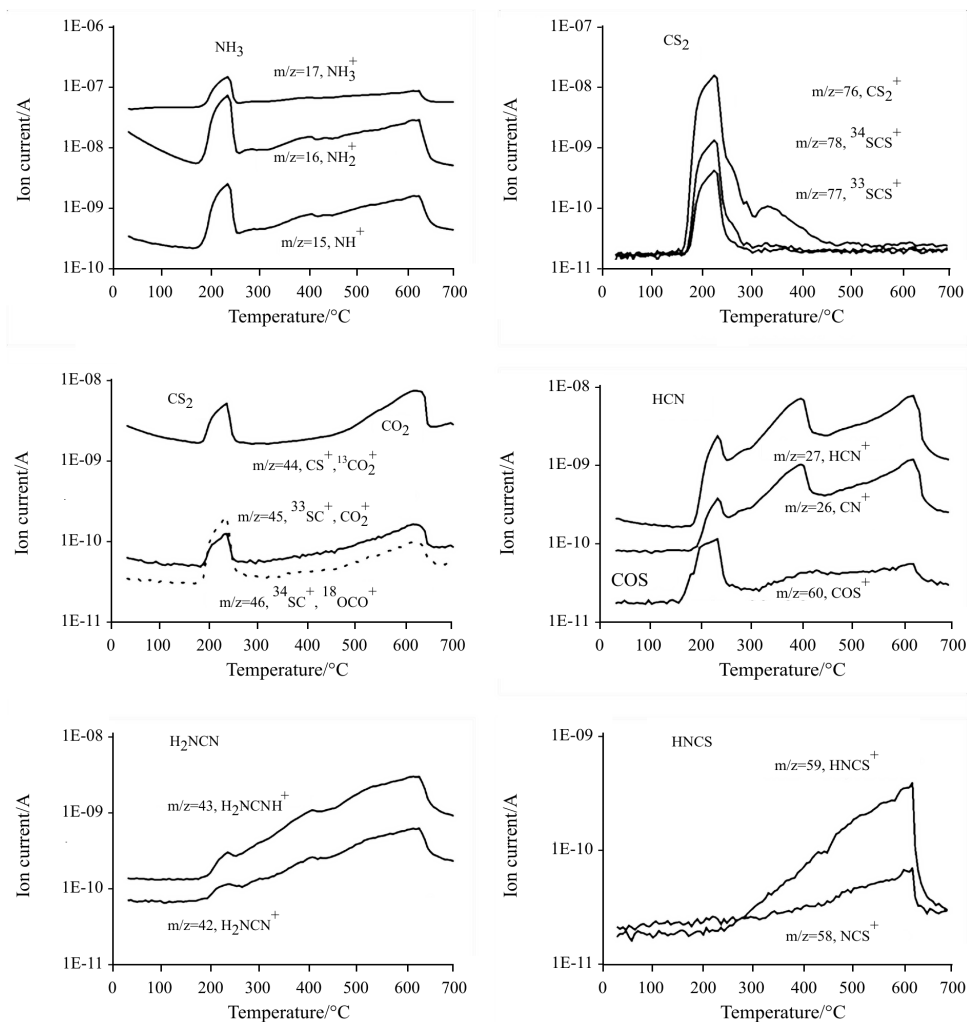 1E-06
NH3
m/z=17, NH3+
1E-07
1E-08
m/z=16, NH2+
1E-09
m/z=15, NH+
1E-10
0 100 200 300 400 500 600 700
Temperature/°C
Ion current/A
1E-07
CS2
1E-08
m/z=76, CS2+
m/z=78, 34SCS+
1E-09
m/z=77, 33SCS+
1E-10
1E-11
0 100 200 300 400 500 600 700
Temperature/°C
Ion current/A
1E-08
CS2
CO2
1E-09
m/z=44, CS+,13CO2+
m/z=45, 33SC+, CO2+
1E-10
m/z=46, 34SC+, 18OCO+
1E-11
0 100 200 300 400 500 600 700
Temperature/°C
Ion current/A
1E-08
HCN
m/z=27, HCN+
1E-09
m/z=26, CN+
1E-10
COS
m/z=60, COS+
1E-11
0 100 200 300 400 500 600 700
Temperature/°C
Ion current/A
1E-08
H2NCN
m/z=43, H2NCNH+
1E-09
1E-10
m/z=42, H2NCN+
1E-11
0 100 200 300 400 500 600 700
Temperature/°C
Ion current/A
1E-09
HNCS
m/z=59, HNCS+
1E-10
m/z=58, NCS+
1E-11
0 100 200 300 400 500 600 700
Temperature/°C
Ion current/A